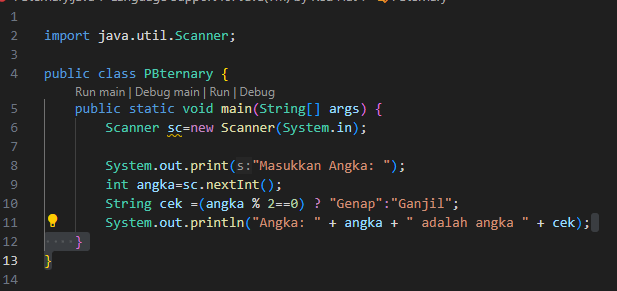 1
2 import java.util.Scanner;
3
4 public class PBternary {
Run main | Debug main | Run | Debug
5 public static void main(String[] args) {
6 Scanner sc=new Scanner(System.in);
7
8 System.out.print(s:"Masukkan Angka: ");
9 int angka=sc.nextInt();
10 String cek =(angka % 2==0) ? "Genap":"Ganjil";
11 System.out.println("Angka: " + angka + " adalah angka " + cek);
12 }
13 }
14